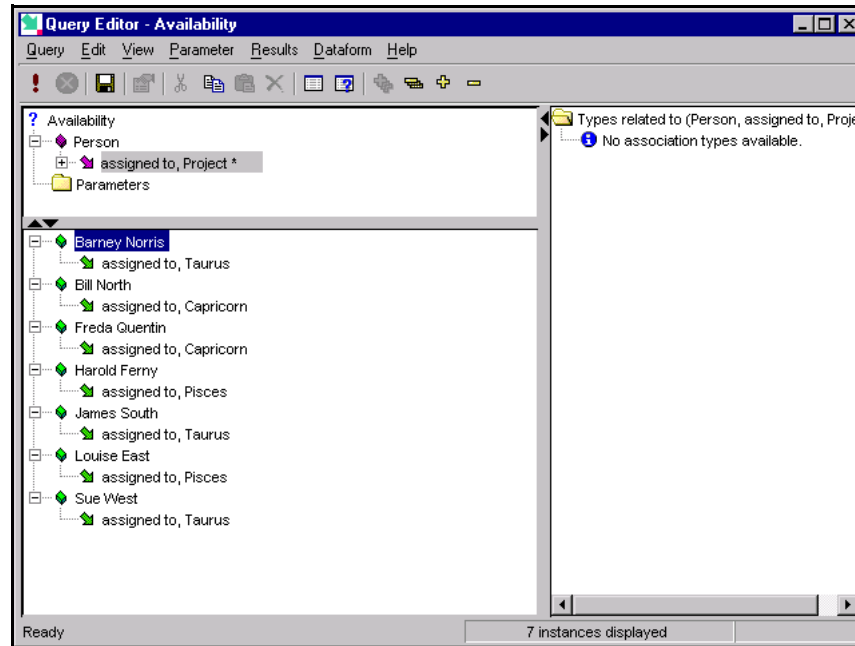 Query Editor - Availability
Query Edit View Parameter Results Dataform Help
? Availability
Person
assigned to, Project *
Parameters
Types related to (Person, assigned to, Proje
No association types available.
Barney Norris
assigned to, Taurus
Bill North
assigned to, Capricorn
Freda Quentin
assigned to, Capricorn
Harold Ferny
assigned to, Pisces
James South
assigned to, Taurus
Louise East
assigned to, Pisces
Sue West
assigned to, Taurus
Ready
7 instances displayed